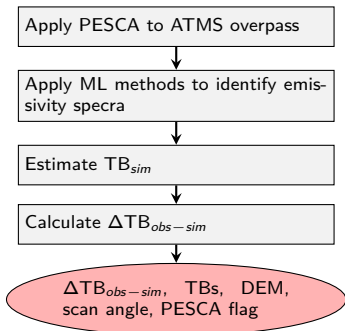 Apply PESCA to ATMS overpass
Apply ML methods to identify emis-
sivity spectra
Estimate TB_sim
Calculate ΔTB_obs−sim
ΔTB_obs−sim, TBs, DEM,
scan angle, PESCA flag